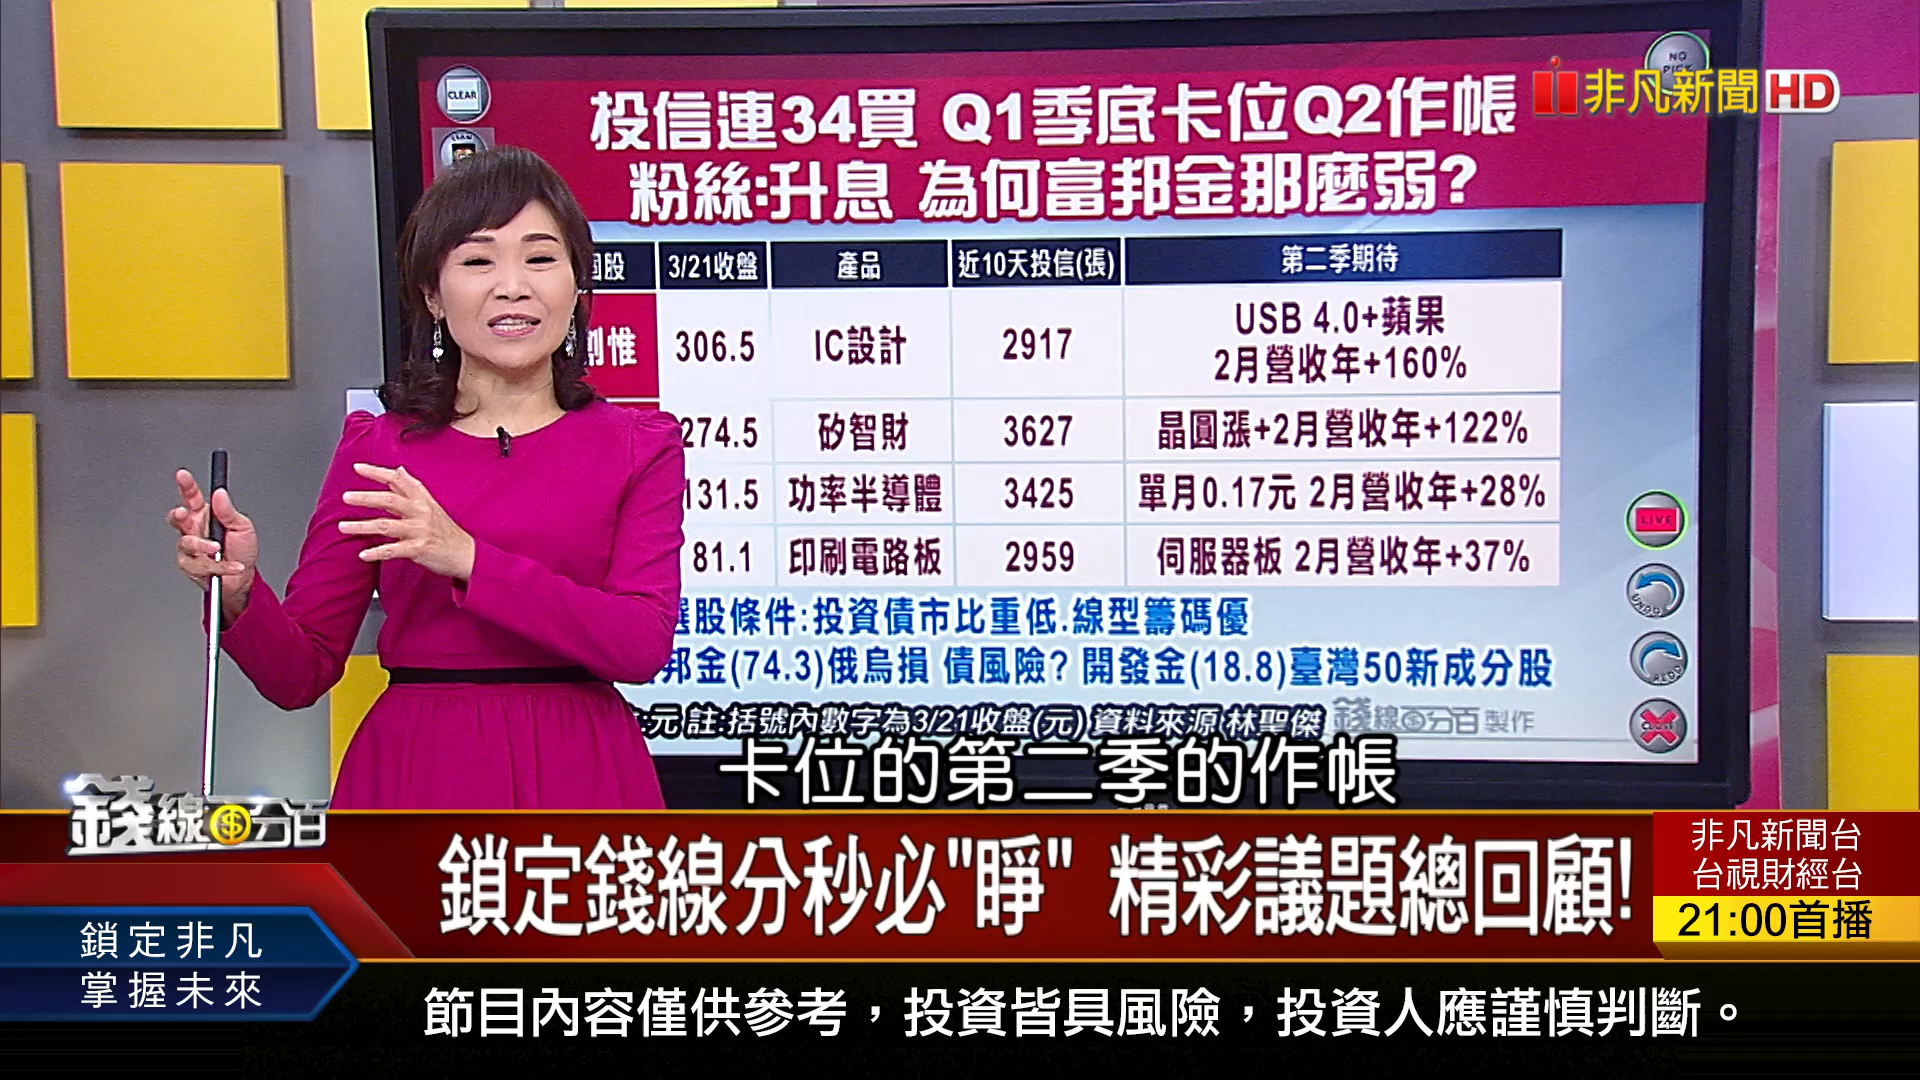 CLEAR
NO
PICK
非凡新聞HD
投信連34買 Q1季底卡位Q2作帳
粉絲:升息 為何富邦金那麼弱?
個股 3/21收盤 產品 近10天投信(張) 第二季期待
創惟 306.5 IC設計 2917 USB 4.0+蘋果
2月營收年+160%
274.5 矽智財 3627 晶圓漲+2月營收年+122%
131.5 功率半導體 3425 單月0.17元 2月營收年+28%
81.1 印刷電路板 2959 伺服器板 2月營收年+37%
選股條件:投資債市比重低.線型籌碼優
邦金(74.3)俄烏損 債風險? 開發金(18.8)臺灣50新成分股
:元 註:括號內數字為3/21收盤(元) 資料來源:林聖傑 錢線百分百 製作
LIVE
UNDO
REDO
卡位的第二季的作帳
錢線百分百
鎖定錢線分秒必"睜" 精彩議題總回顧!
非凡新聞台
台視財經台
21:00首播
鎖定非凡
掌握未來
節目內容僅供參考，投資皆具風險，投資人應謹慎判斷。